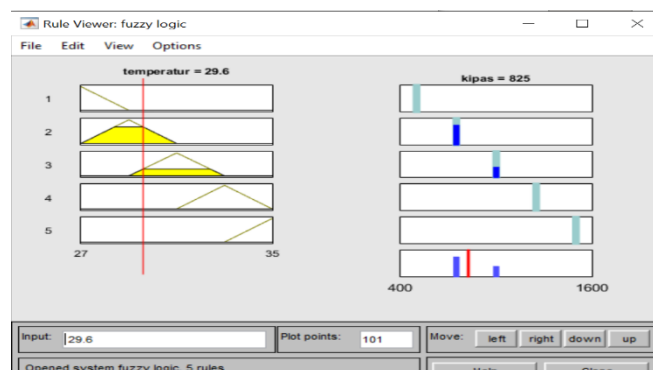 Rule Viewer: fuzzy logic
File Edit View Options
temperatur = 29.6
kipas = 825
1
2
3
4
5
27 35
400 1600
Input: 29.6 Plot points: 101 Move: left right down up
Opened system fuzzy logic, 5 rules
Help Close